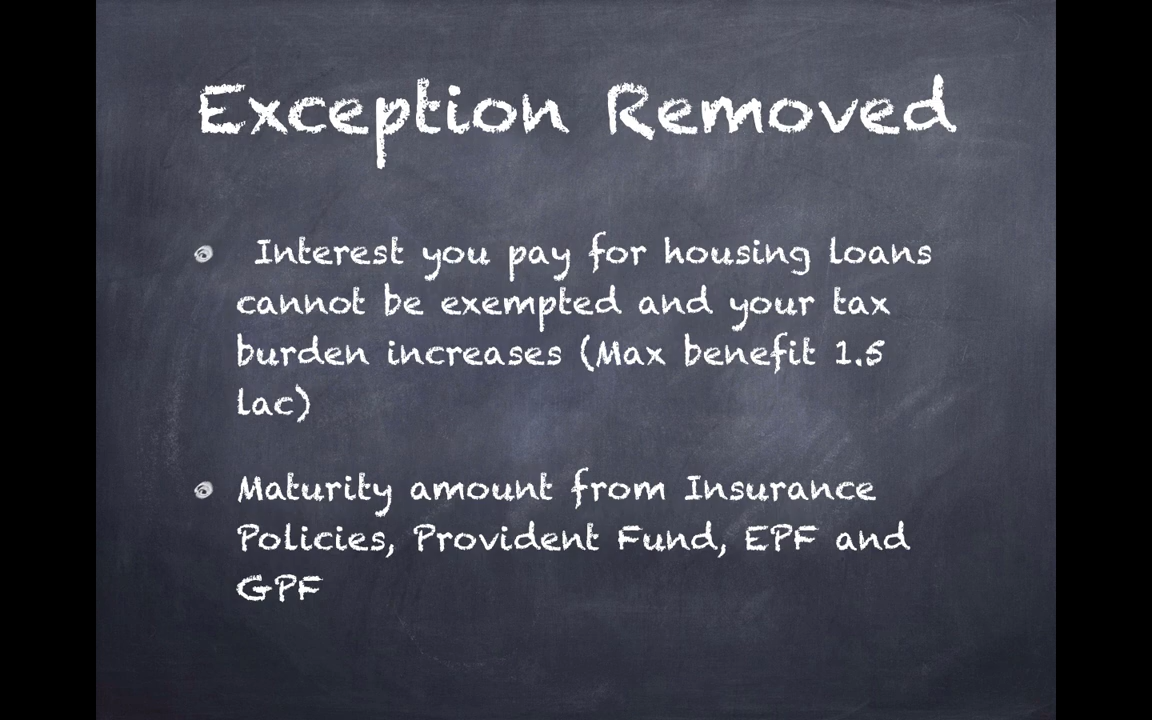 Exception Removed
Interest you pay for housing loans
cannot be exempted and your tax
burden increases (Max benefit 1.5
lac)
Maturity amount from Insurance
Policies, Provident Fund, EPF and
GPF